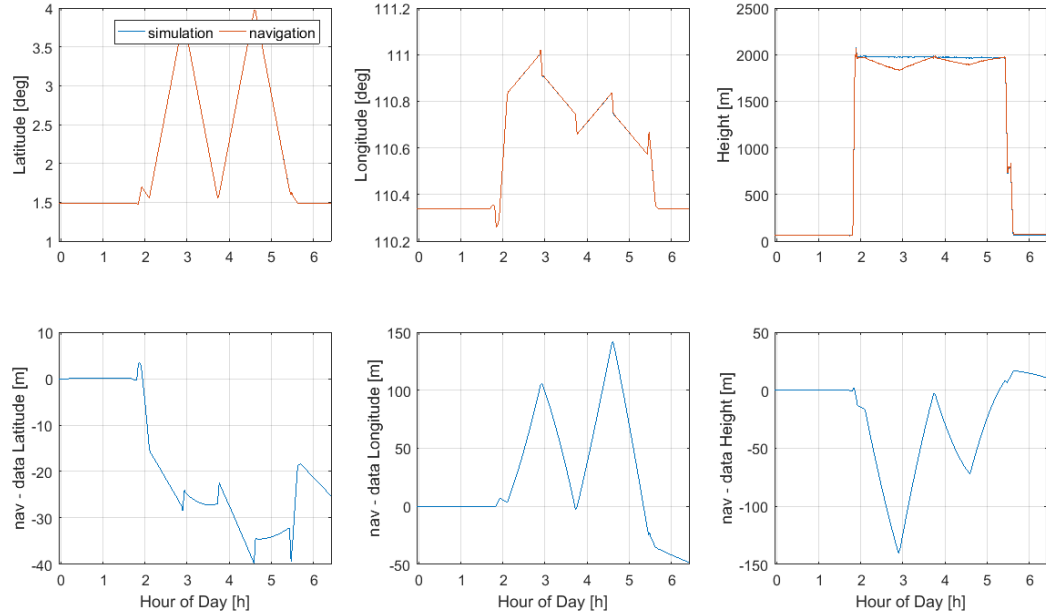 4
3.5
3
2.5
2
1.5
1
Latitude [deg]
simulation
navigation
0 1 2 3 4 5 6
111.2
111
110.8
110.6
110.4
110.2
Longitude [deg]
0 1 2 3 4 5 6
2500
2000
1500
1000
500
0
Height [m]
0 1 2 3 4 5 6
10
0
-10
-20
-30
-40
nav - data Latitude [m]
0 1 2 3 4 5 6
Hour of Day [h]
150
100
50
0
-50
nav - data Longitude [m]
0 1 2 3 4 5 6
Hour of Day [h]
50
0
-50
-100
-150
nav - data Height [m]
0 1 2 3 4 5 6
Hour of Day [h]